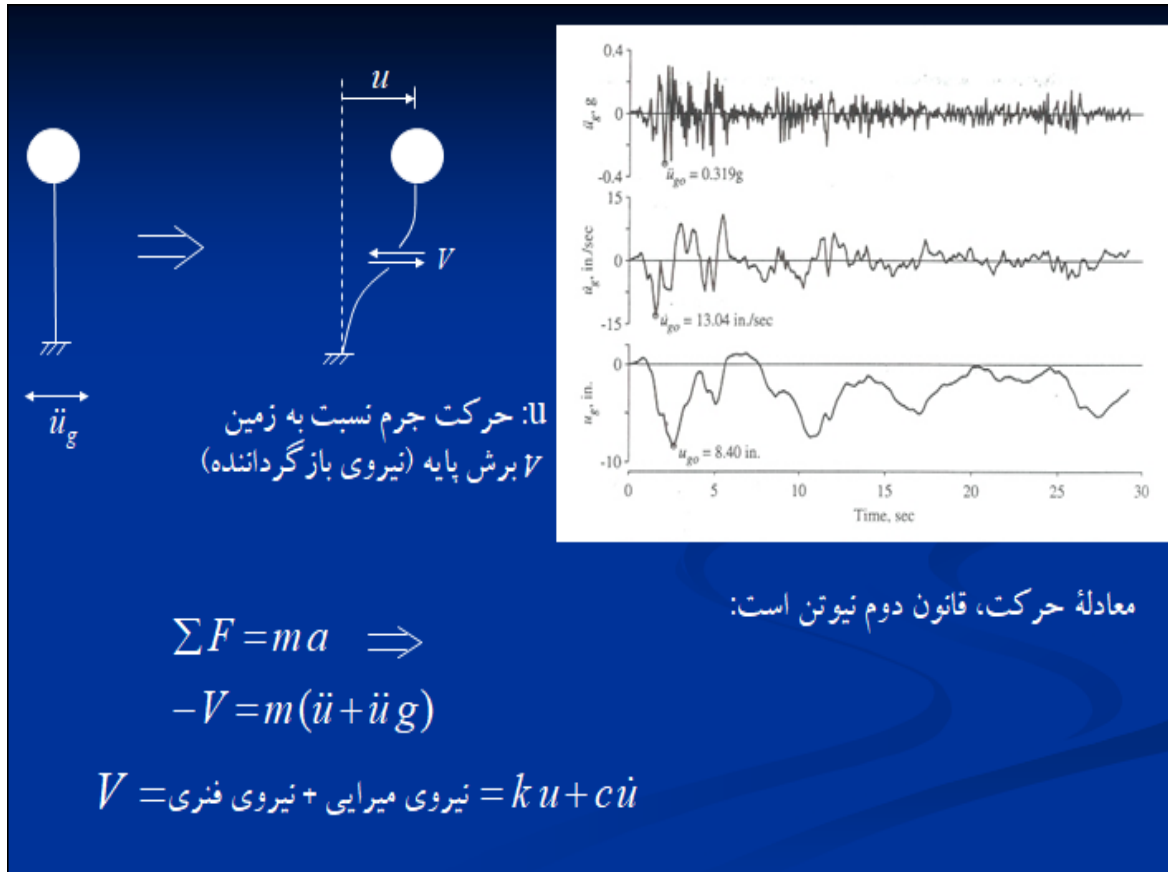 u
V
ü_g
u: حرکت جرم نسبت به زمین
V برش پایه (نیروی بازگرداننده)
0.4
0
-0.4
ü_g, g
ü_go = 0.319g
15
0
-15
u̇_g, in./sec
u̇_go = 13.04 in./sec
0
-10
u_g, in.
u_go = 8.40 in.
0 5 10 15 20 25 30
Time, sec
معادلهٔ حرکت، قانون دوم نیوتن است:
∑F = ma ⇒
−V = m(ü + ü g)
V = نیروی میرایی + نیروی فنری = k u + c u̇